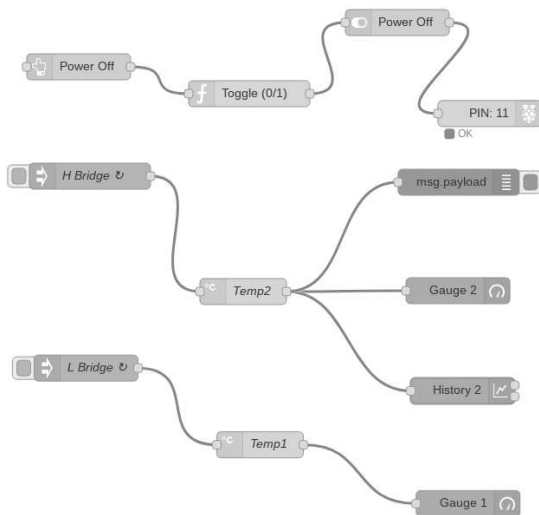 Power Off
Power Off
Toggle (0/1)
PIN: 11
OK
H Bridge ↻
msg.payload
°C
Temp2
Gauge 2
L Bridge ↻
History 2
°C
Temp1
Gauge 1